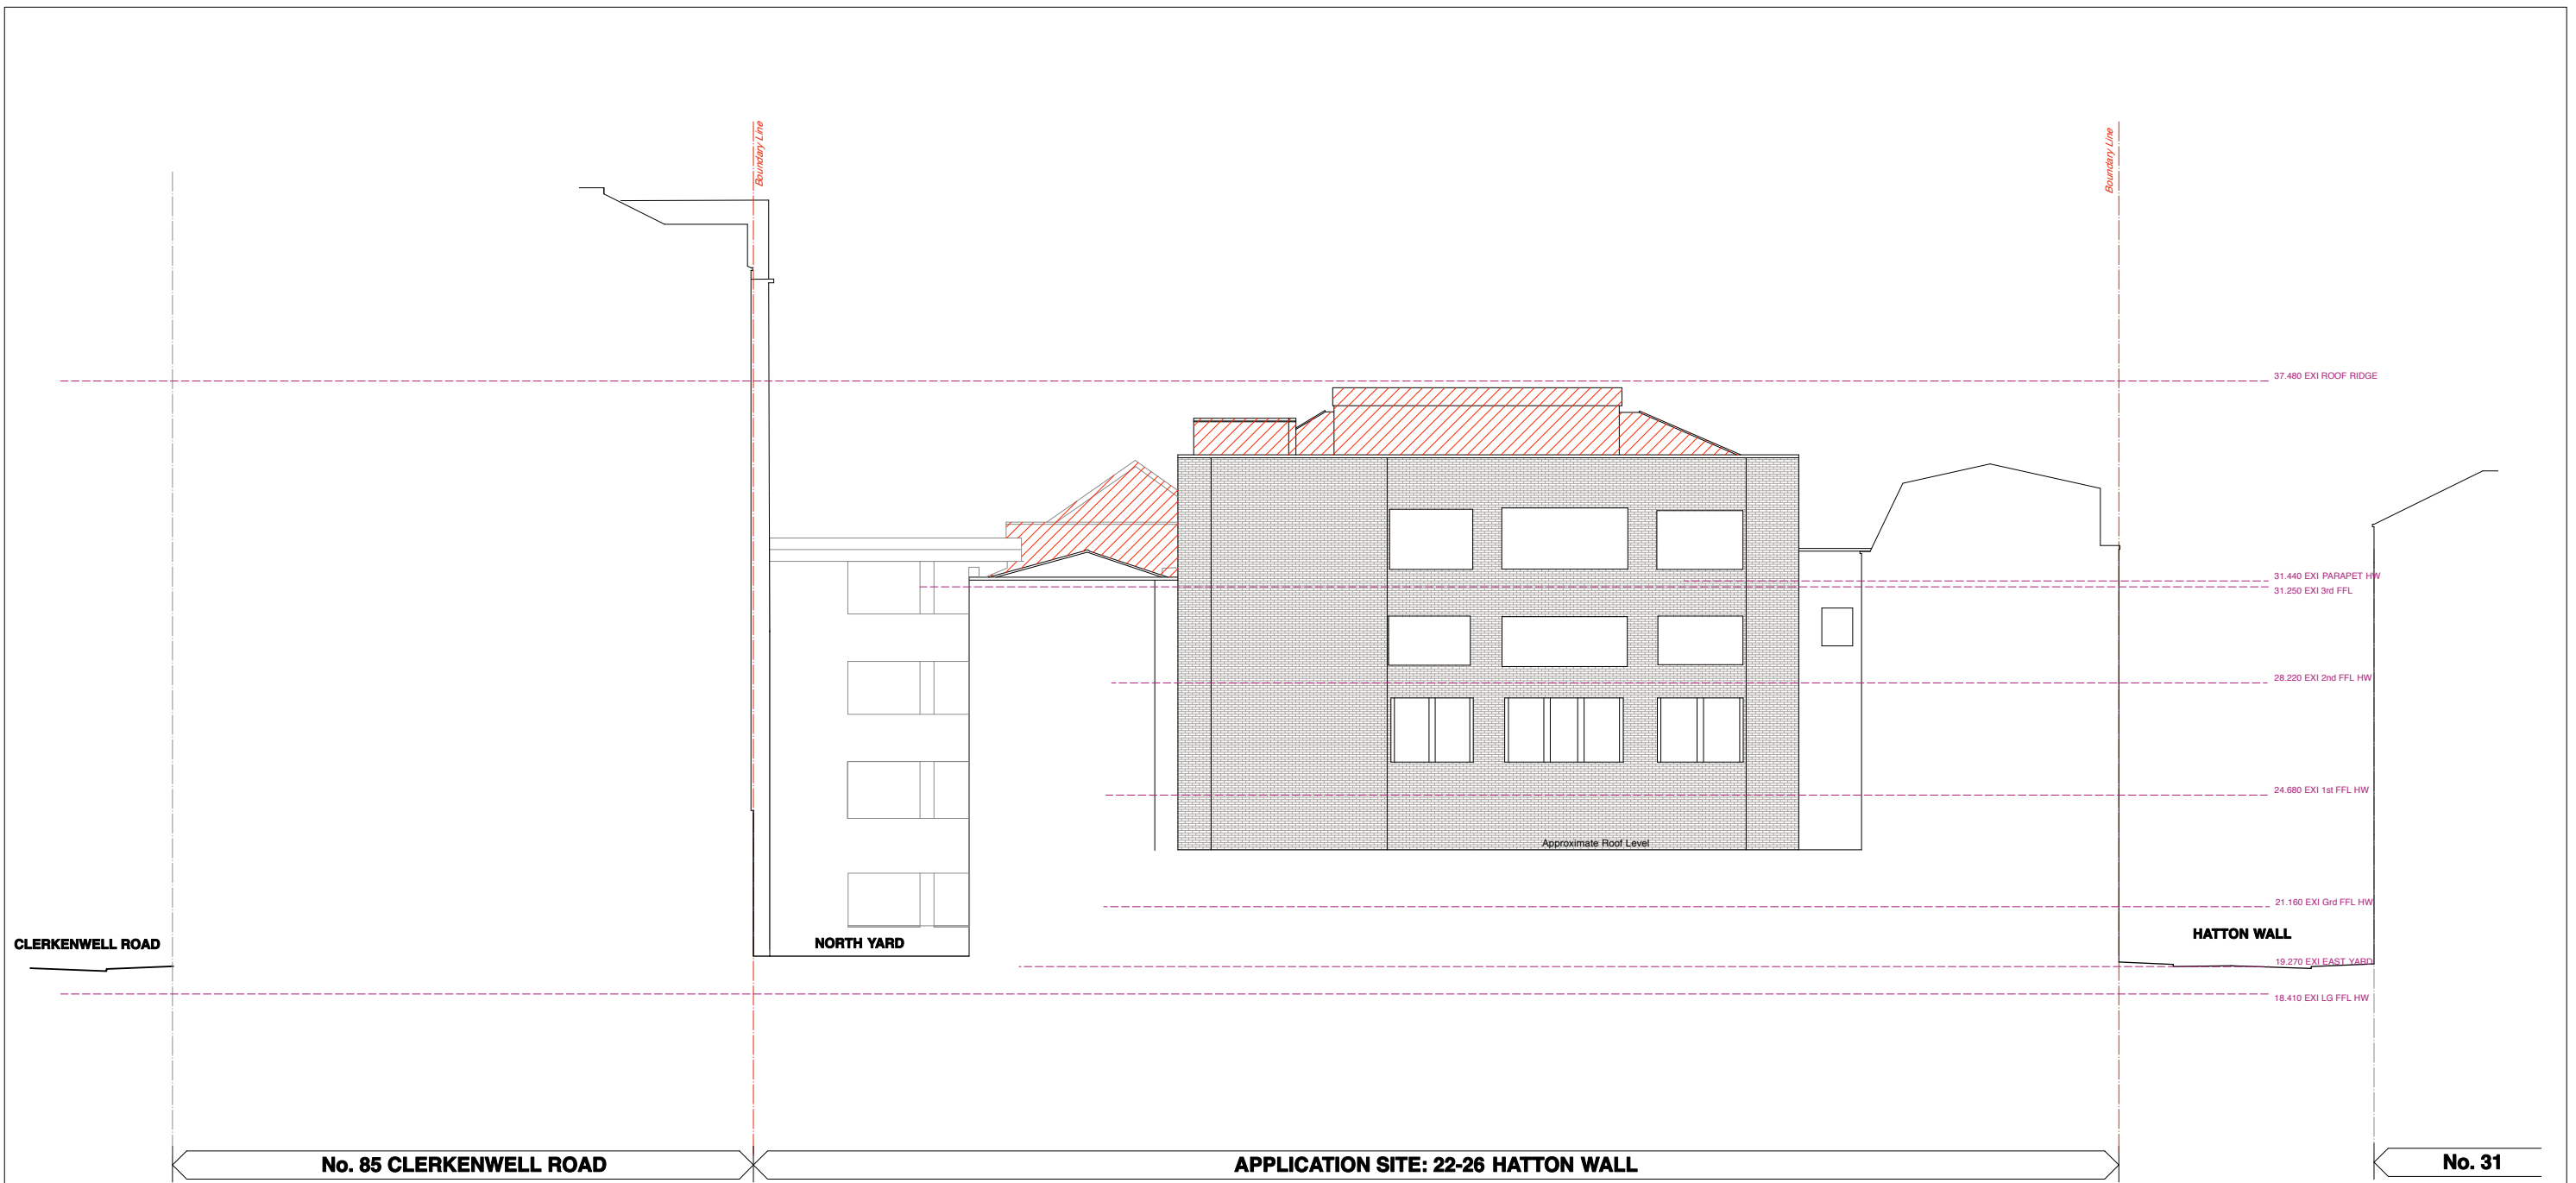 Boundary Line
Boundary Line
37.480 EXI ROOF RIDGE
31.440 EXI PARAPET HW
31.250 EXI 3rd FFL
28.220 EXI 2nd FFL HW
24.680 EXI 1st FFL HW
Approximate Roof Level
21.160 EXI Grd FFL HW
CLERKENWELL ROAD
NORTH YARD
HATTON WALL
19.270 EXI EAST YARD
18.410 EXI LG FFL HW
No. 85 CLERKENWELL ROAD
APPLICATION SITE: 22-26 HATTON WALL
No. 31